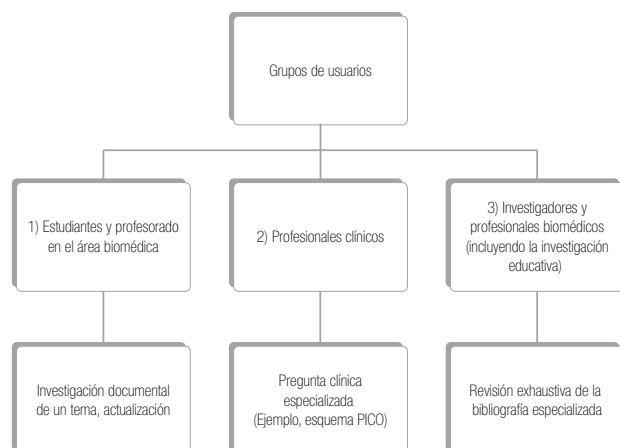 Grupos de usuarios
1) Estudiantes y profesorado
en el área biomédica
2) Profesionales clínicos
3) Investigadores y
profesionales biomédicos
(incluyendo la investigación
educativa)
Investigación documental
de un tema, actualización
Pregunta clínica
especializada
(Ejemplo, esquema PICO)
Revisión exhaustiva de la
bibliografía especializada